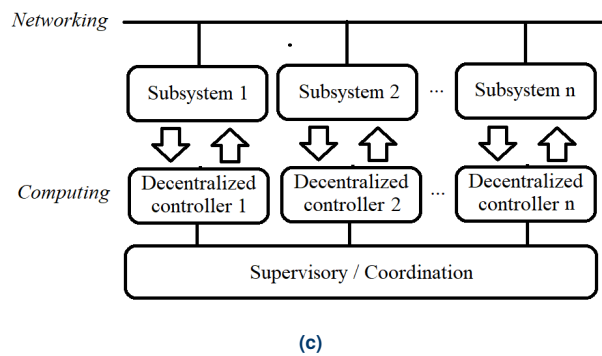 Networking
Subsystem 1
Subsystem 2
...
Subsystem n
Computing
Decentralized
controller 1
Decentralized
controller 2
...
Decentralized
controller n
Supervisory / Coordination
(c)